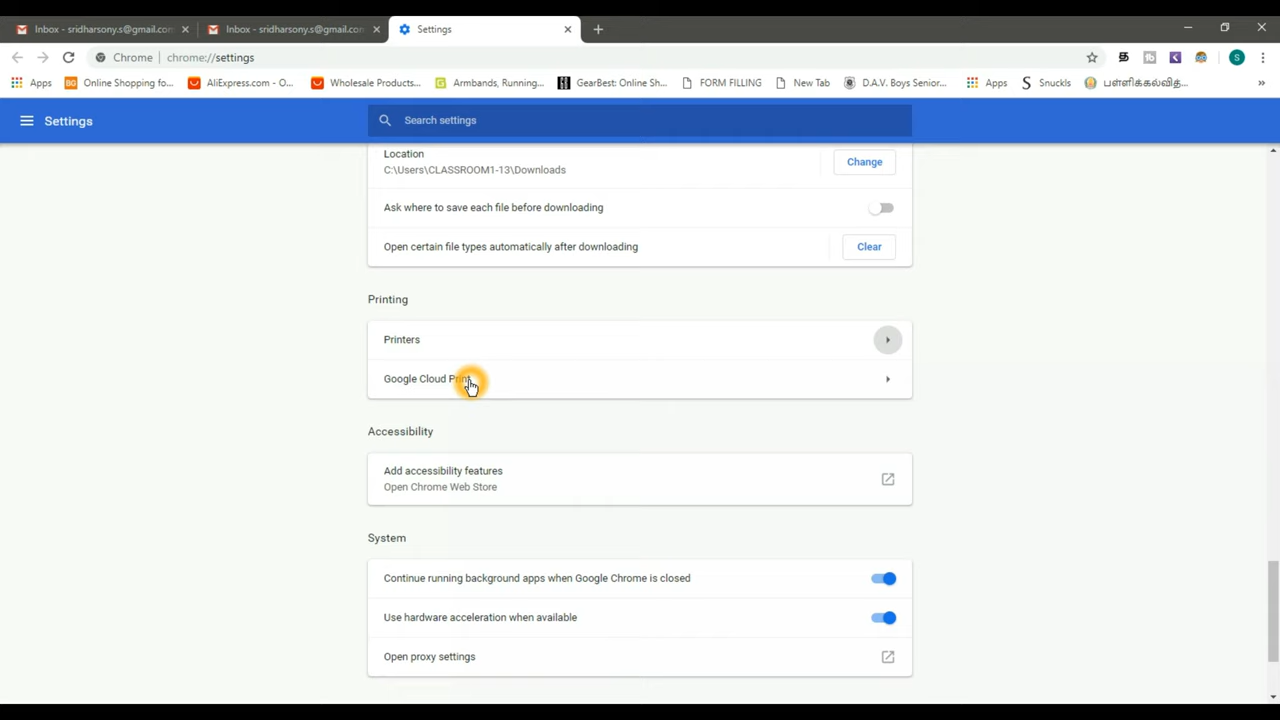 Inbox - sridharsony.s@gmail.con
Inbox - sridharsony.s@gmail.con
Settings
Chrome
chrome://settings
த
S
Apps
BG
Online Shopping fo...
AliExpress.com - O...
Wholesale Products...
G
Armbands, Running,...
GearBest: Online Sh...
FORM FILLING
New Tab
D.A.V. Boys Senior...
Apps
S
Snuckls
பள்ளிக்கல்வித்...
»
Settings
Search settings
Location
C:\Users\CLASSROOM1-13\Downloads
Change
Ask where to save each file before downloading
Open certain file types automatically after downloading
Clear
Printing
Printers
Google Cloud Print
Accessibility
Add accessibility features
Open Chrome Web Store
System
Continue running background apps when Google Chrome is closed
Use hardware acceleration when available
Open proxy settings